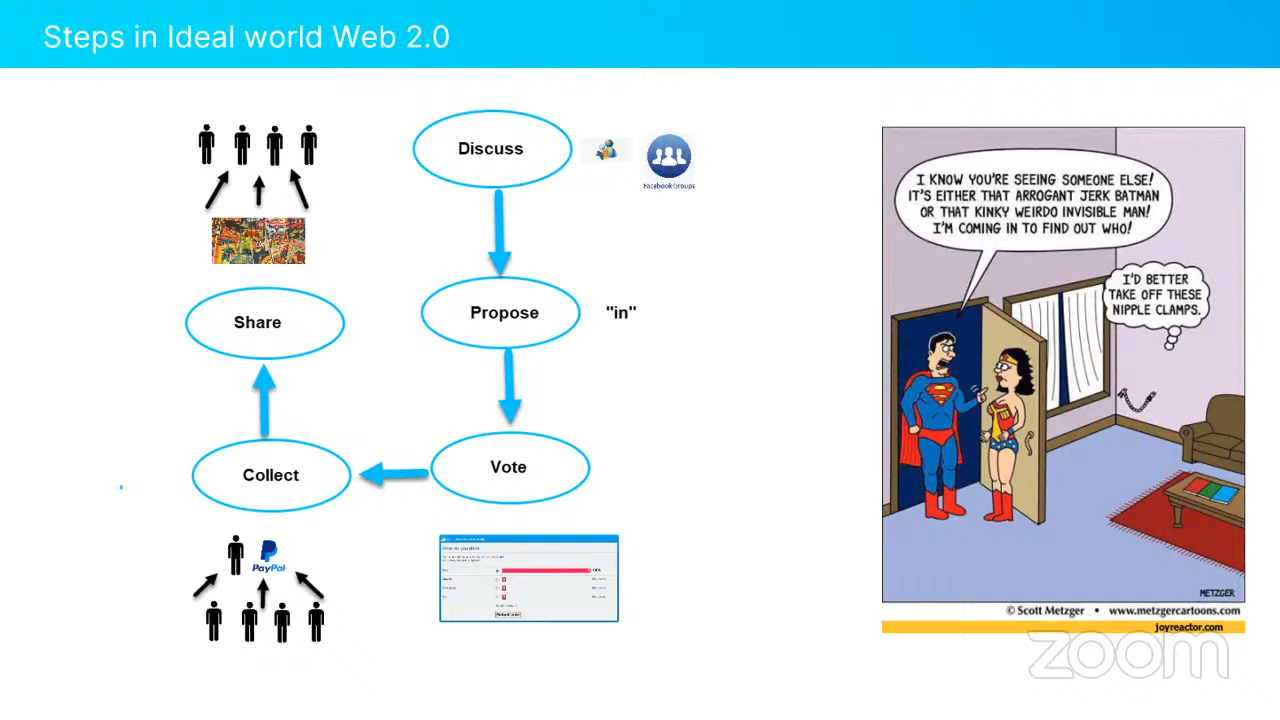 Steps in Ideal world Web 2.0
Discuss
Facebook Groups
Propose
"in"
Vote
Collect
Share
PayPal
100%
I KNOW YOU'RE SEEING SOMEONE ELSE!
IT'S EITHER THAT ARROGANT JERK BATMAN
OR THAT KINKY WEIRDO INVISIBLE MAN!
I'M COMING IN TO FIND OUT WHO!
I'D BETTER
TAKE OFF THESE
NIPPLE CLAMPS.
METZGER
© Scott Metzger • www.metzgercartoons.com
joyreactor.com
zoom